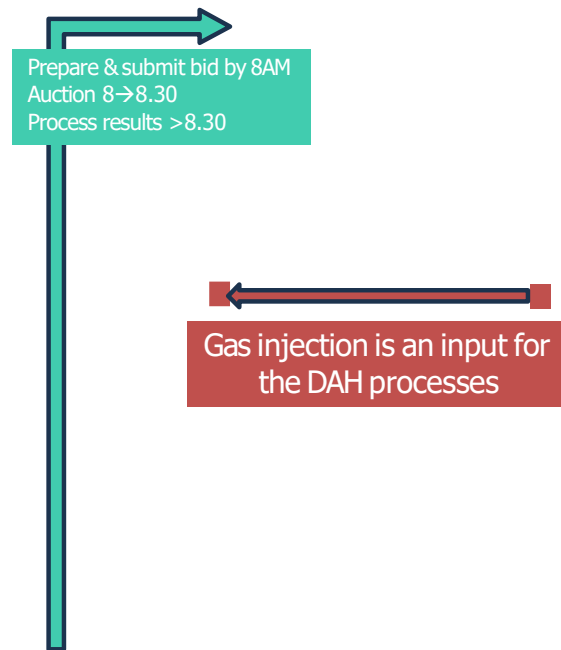 Prepare & submit bid by 8AM
Auction 8→8.30
Process results >8.30
Gas injection is an input for
the DAH processes